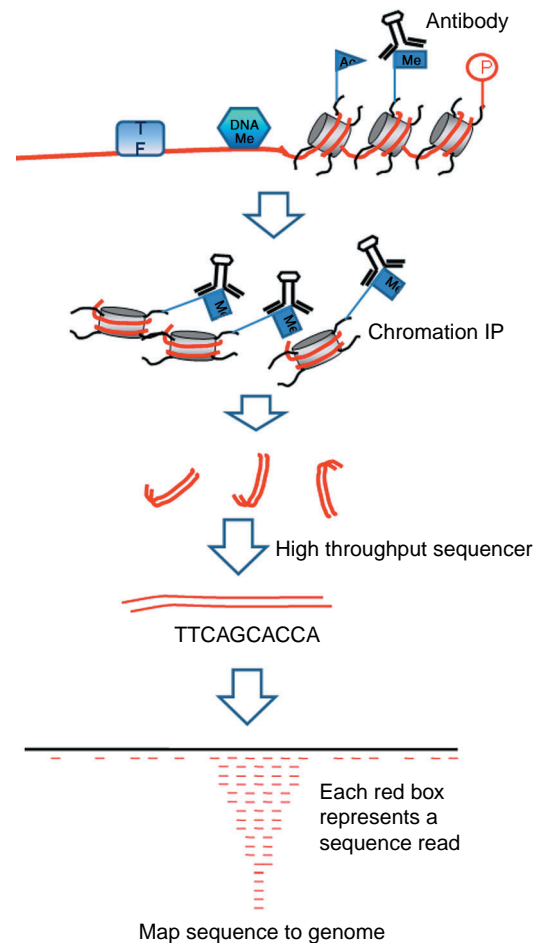 Antibody
Ac
Me
P
T
F
DNA
Me
Me
Me
Me
Chromation IP
High throughput sequencer
TTCAGCACCA
Each red box
represents a
sequence read
Map sequence to genome